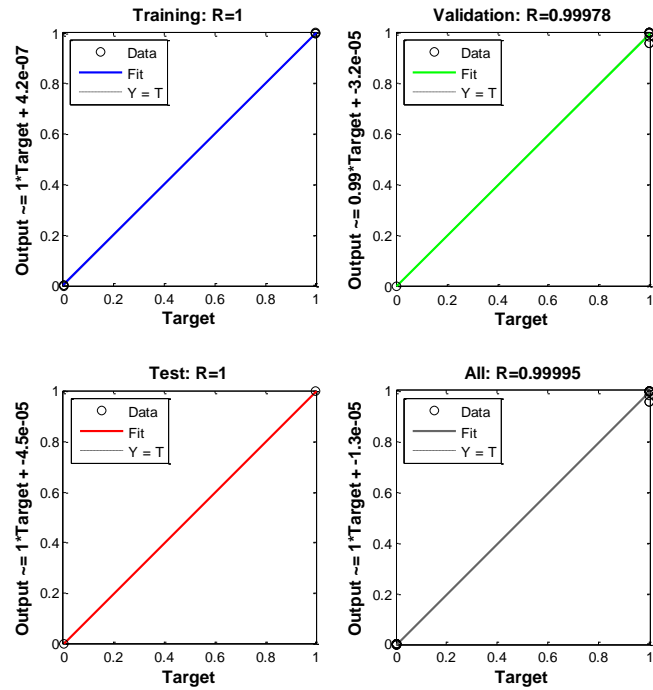 Training: R=1
Output ~= 1*Target + 4.2e-07
1
0.8
0.6
0.4
0.2
0
Data
Fit
Y = T
0 0.2 0.4 0.6 0.8 1
Target
Validation: R=0.99978
Output ~= 0.99*Target + -3.2e-05
1
0.8
0.6
0.4
0.2
0
Data
Fit
Y = T
0 0.2 0.4 0.6 0.8 1
Target
Test: R=1
Output ~= 1*Target + -4.5e-05
1
0.8
0.6
0.4
0.2
0
Data
Fit
Y = T
0 0.2 0.4 0.6 0.8 1
Target
All: R=0.99995
Output ~= 1*Target + -1.3e-05
1
0.8
0.6
0.4
0.2
0
Data
Fit
Y = T
0 0.2 0.4 0.6 0.8 1
Target